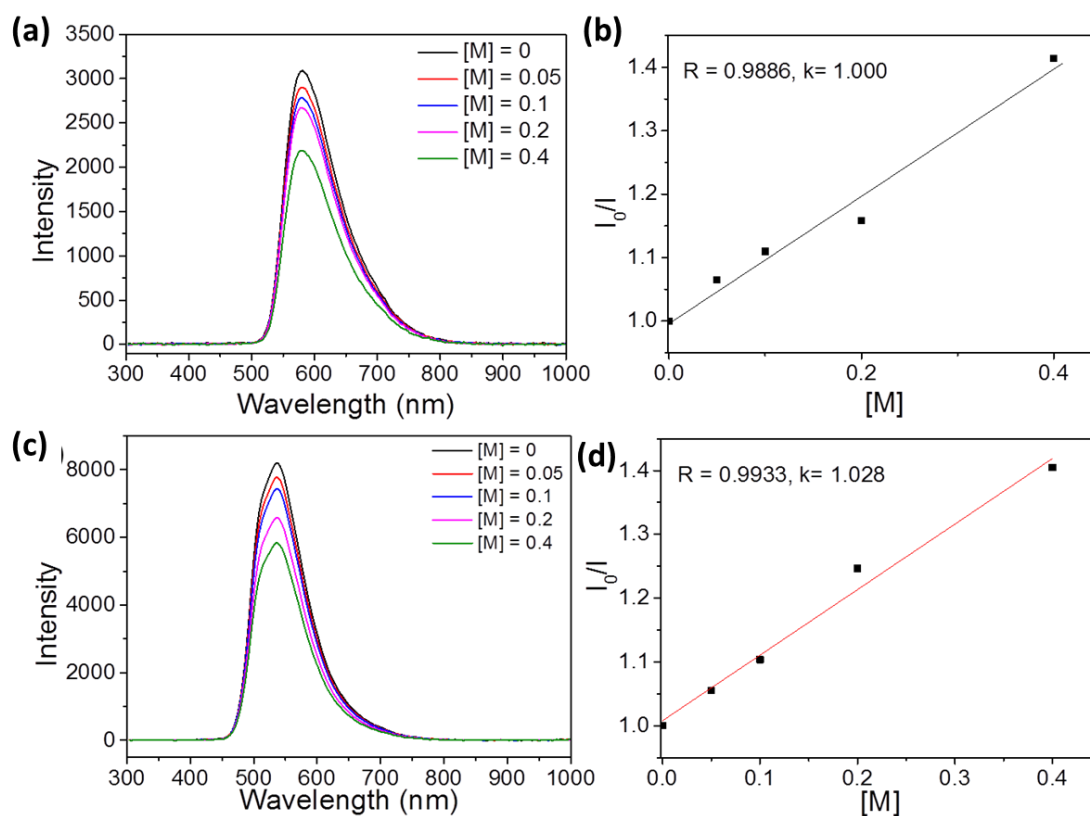 (a)
[M] = 0
[M] = 0.05
[M] = 0.1
[M] = 0.2
[M] = 0.4
3500
3000
2500
2000
1500
1000
500
0
Intensity
300 400 500 600 700 800 900 1000
Wavelength (nm)
(b)
R = 0.9886, k= 1.000
1.4
1.3
1.2
1.1
1.0
I0/I
0.0 0.2 0.4
[M]
(c)
[M] = 0
[M] = 0.05
[M] = 0.1
[M] = 0.2
[M] = 0.4
8000
6000
4000
2000
0
Intensity
300 400 500 600 700 800 900 1000
Wavelength (nm)
(d)
R = 0.9933, k= 1.028
1.4
1.3
1.2
1.1
1.0
I0/I
0.0 0.1 0.2 0.3 0.4
[M]